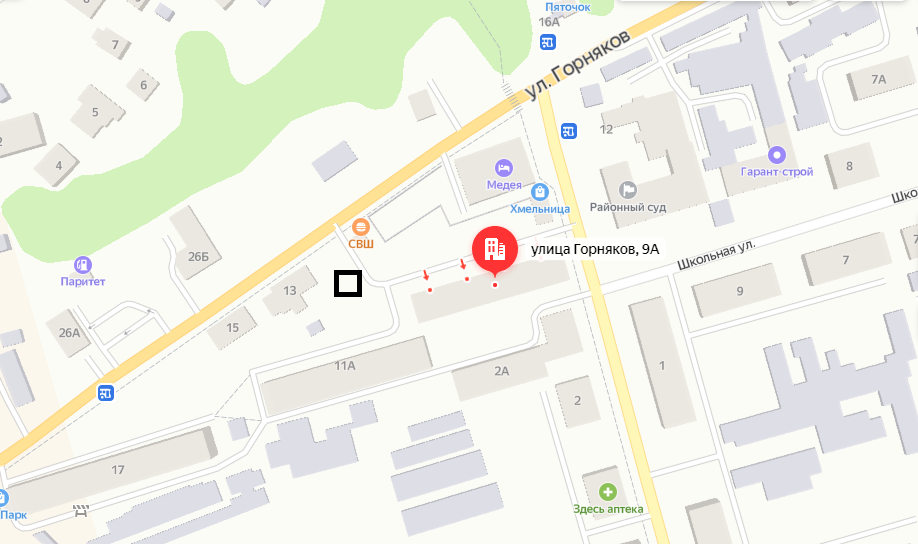 Пяточок
16А
ул. Горняков
7
6
5
7А
12
2
4
8
Гарант-строй
Медея
Районный суд
Хмельница
Шко
СВШ
улица Горняков, 9А
Школьная ул.
26Б
7
Паритет
13
9
15
26А
11А
2А
1
2
17
Здесь аптека
Парк